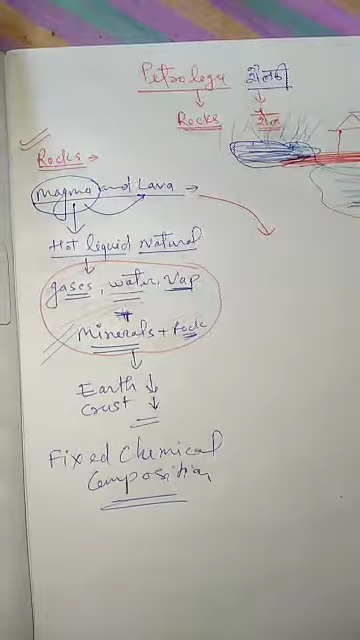 Petrology शैलिकी
Rocks शैल
Rocks →
Magma and Lava →
Hot liquid Natural
gases, water, Vap
+
Minerals + Rock
Earth ↓
Crust ↓
Fixed Chemical
Composition